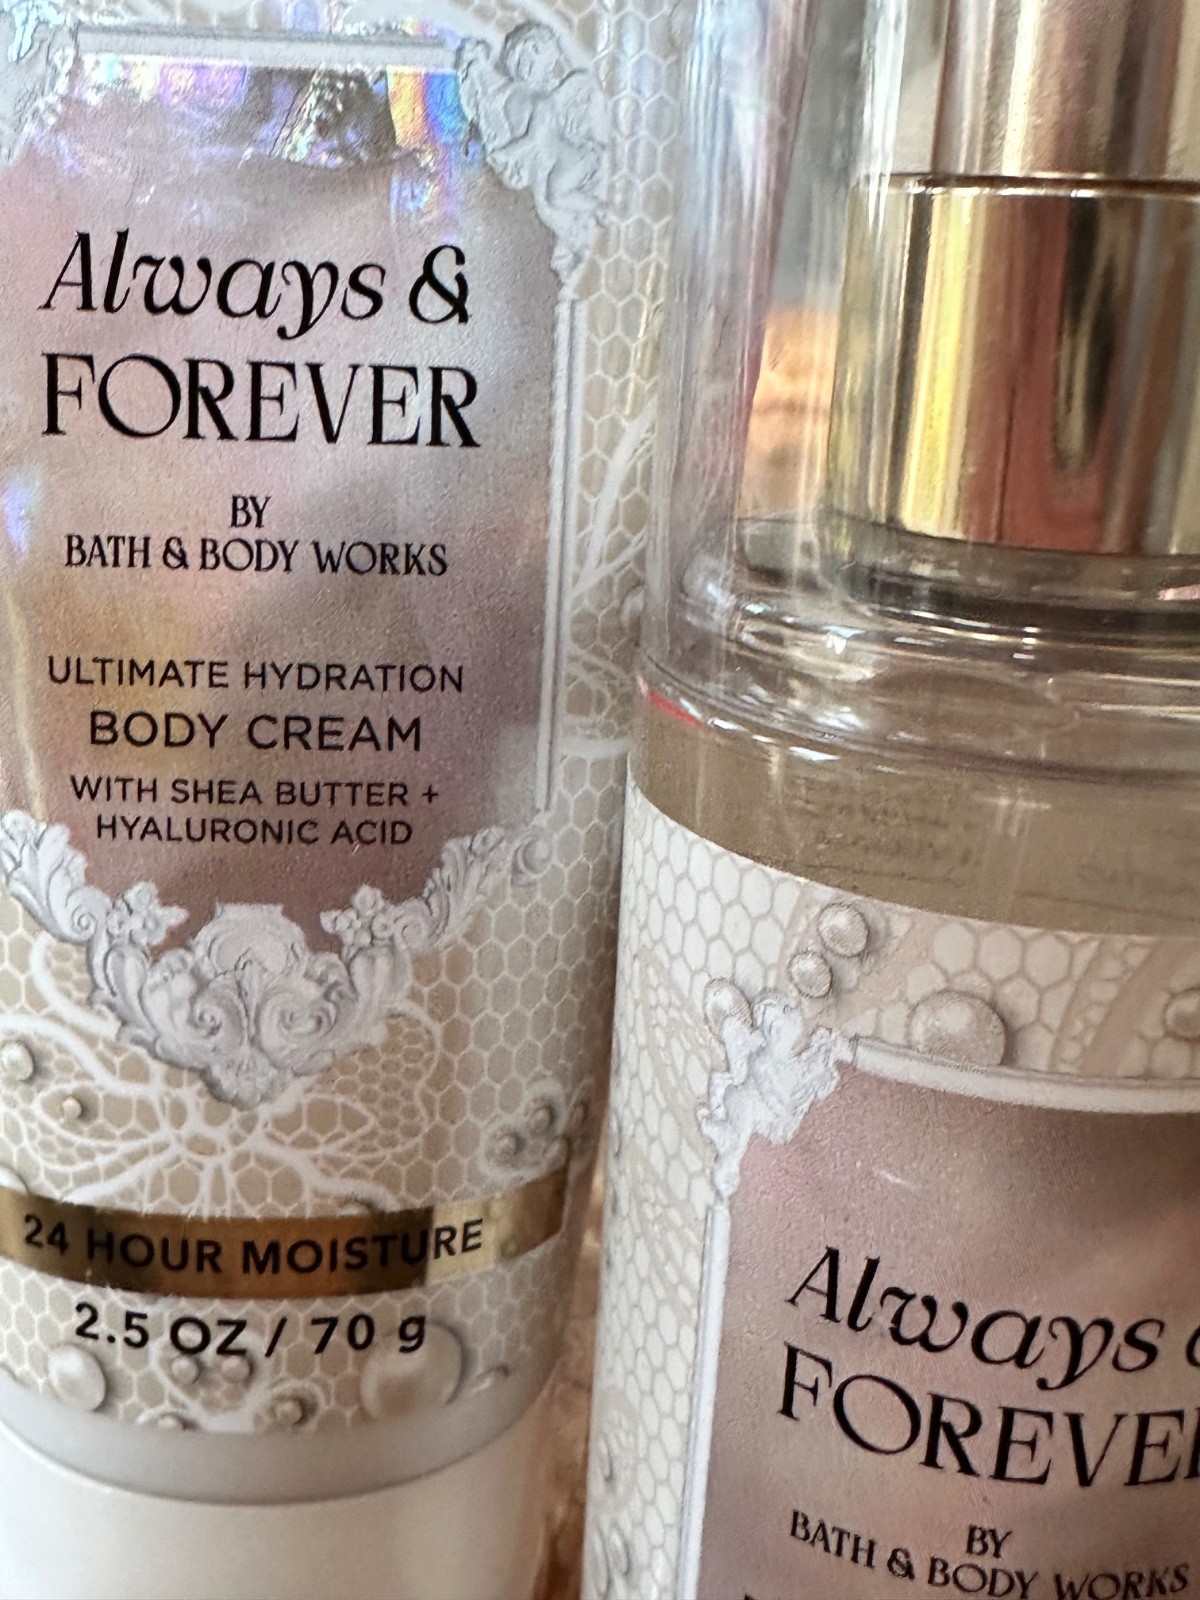 Always &
FOREVER
BY
BATH & BODY WORKS
ULTIMATE HYDRATION
BODY CREAM
WITH SHEA BUTTER +
HYALURONIC ACID
24 HOUR MOISTURE
2.5 OZ / 70 g
Always
FOREVE
BY
BATH & BODY WORKS